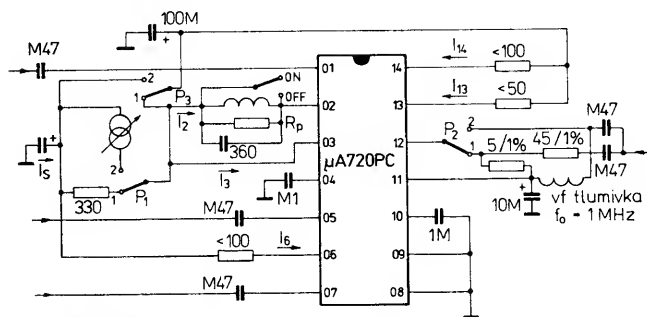 100M
+
M47
I14
<100
I13
<50
2
1
P3
ON
OFF
I2
Rp
360
01
02
03
04
05
06
07
14
13
12
11
10
09
08
µA720PC
+
IS
2
1
P1
330
I3
M1
M47
<100
I6
M47
P2
2
1
5/1%
45/1%
M47
M47
+
10M
vf tlumivka
fo - 1MHz
1M